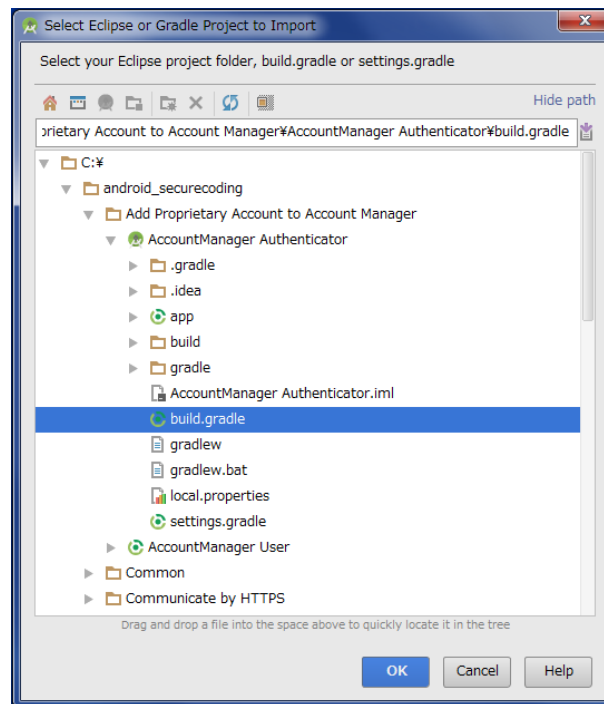 Select Eclipse or Gradle Project to Import
Select your Eclipse project folder, build.gradle or settings.gradle
Hide path
prietary Account to Account Manager¥AccountManager Authenticator¥build.gradle
C:¥
android_securecoding
Add Proprietary Account to Account Manager
AccountManager Authenticator
.gradle
.idea
app
build
gradle
AccountManager Authenticator.iml
build.gradle
gradlew
gradlew.bat
local.properties
settings.gradle
AccountManager User
Common
Communicate by HTTPS
Drag and drop a file into the space above to quickly locate it in the tree
OK Cancel Help